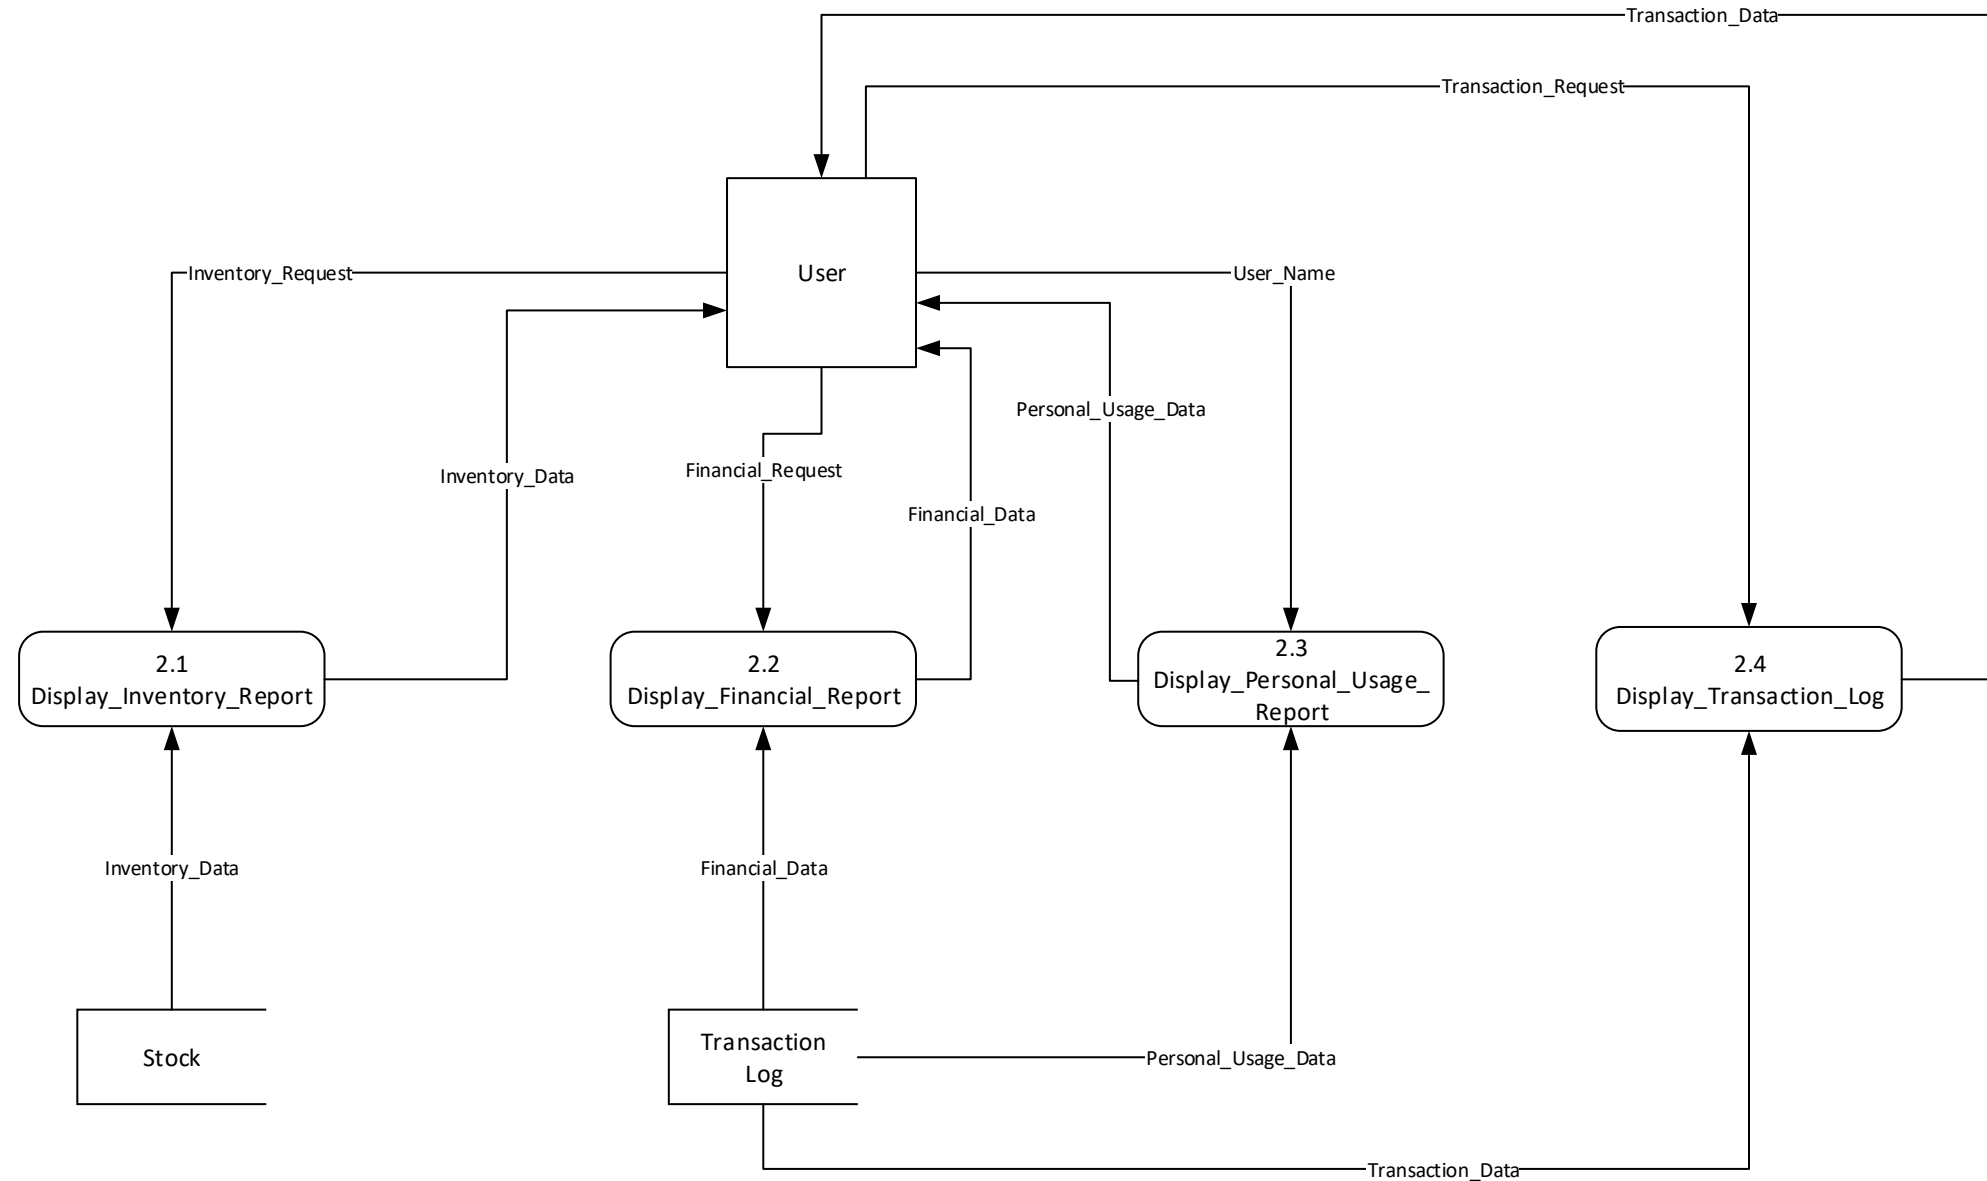 Transaction_Data
Transaction_Request
Inventory_Request
User
User_Name
Personal_Usage_Data
Financial_Request
Inventory_Data
Financial_Data
2.1
Display_Inventory_Report
2.2
Display_Financial_Report
2.3
Display_Personal_Usage_
Report
2.4
Display_Transaction_Log
Inventory_Data
Financial_Data
Stock
Transaction
Log
Personal_Usage_Data
Transaction_Data